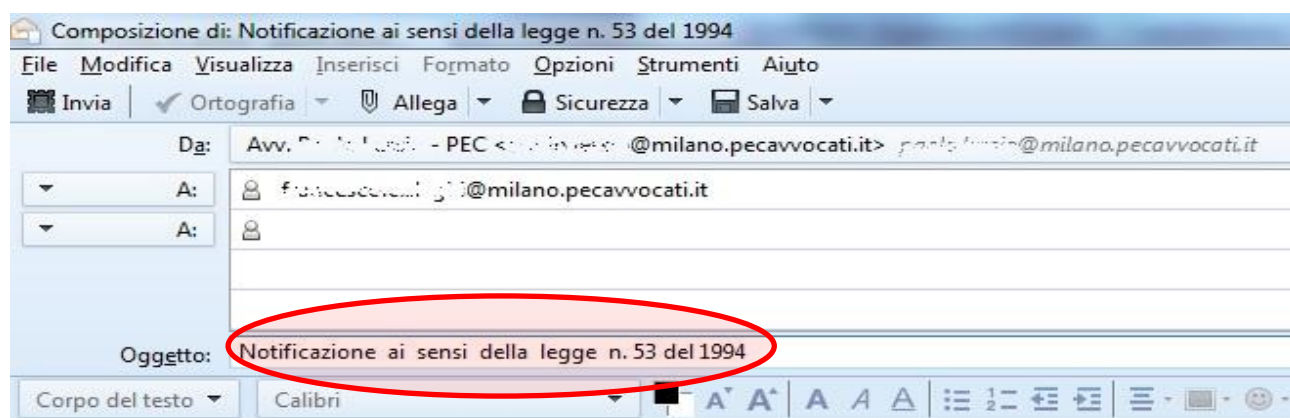 Composizione di: Notificazione ai sensi della legge n. 53 del 1994
File Modifica Visualizza Inserisci Formato Opzioni Strumenti Aiuto
Invia Ortografia Allega Sicurezza Salva
Da: Avv. - PEC < @milano.pecavvocati.it> @milano.pecavvocati.it
A: @milano.pecavvocati.it
A:
Oggetto: Notificazione ai sensi della legge n. 53 del 1994
Corpo del testo Calibri